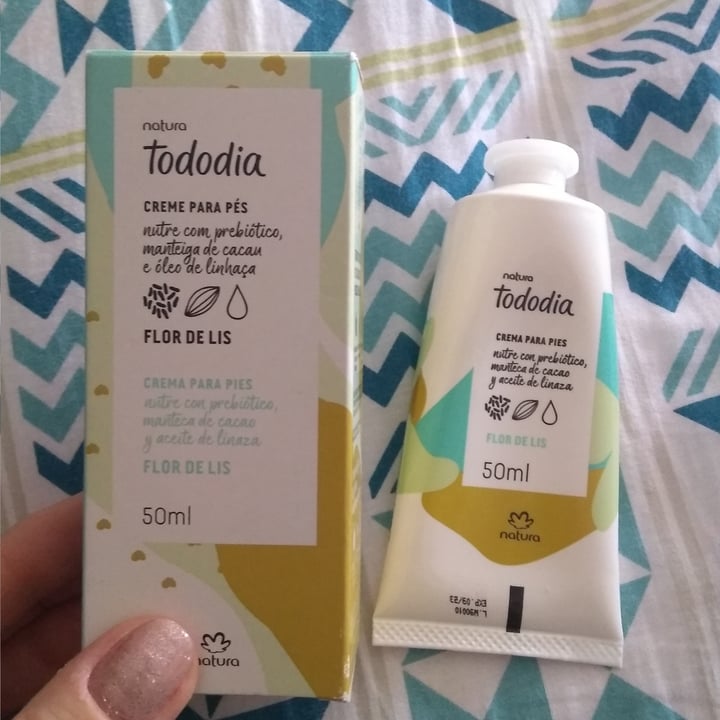 natura
Tododia
CREME PARA PÉS
nutre com prebiótico,
manteiga de cacau
e óleo de linhaça
FLOR DE LIS
CREMA PARA PIES
nutre con prebiótico,
manteca de cacao
y aceite de linaza
FLOR DE LIS
50ml
natura
natura
Tododia
CREMA PARA PIES
nutre con prebiótico,
manteca de cacao
y aceite de linaza
FLOR DE LIS
50ml
natura
L.W90010
EXP. 09/23